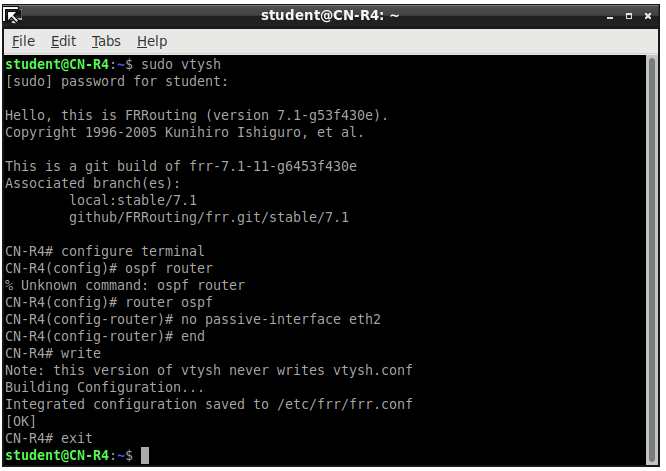 student@CN-R4: ~
File Edit Tabs Help
student@CN-R4:~$ sudo vtysh
[sudo] password for student:
Hello, this is FRRouting (version 7.1-g53f430e).
Copyright 1996-2005 Kunihiro Ishiguro, et al.
This is a git build of frr-7.1-11-g6453f430e
Associated branch(es):
local:stable/7.1
github/FRRouting/frr.git/stable/7.1
CN-R4# configure terminal
CN-R4(config)# ospf router
% Unknown command: ospf router
CN-R4(config)# router ospf
CN-R4(config-router)# no passive-interface eth2
CN-R4(config-router)# end
CN-R4# write
Note: this version of vtysh never writes vtysh.conf
Building Configuration...
Integrated configuration saved to /etc/frr/frr.conf
[OK]
CN-R4# exit
student@CN-R4:~$